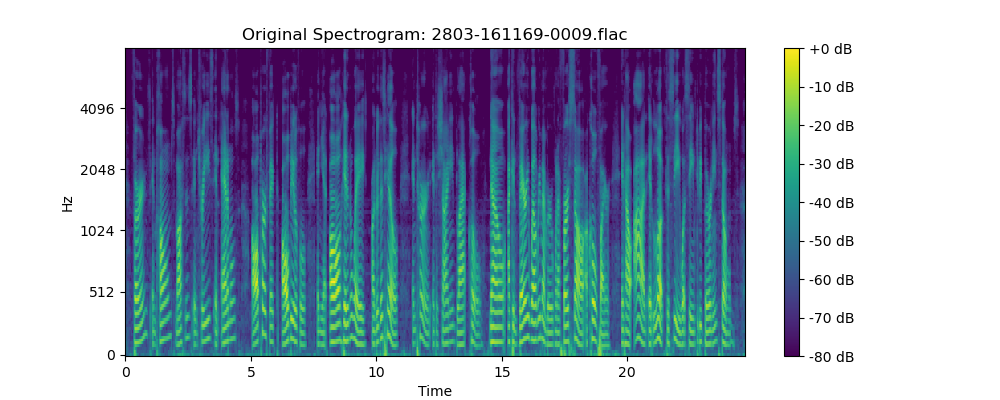 Original Spectrogram: 2803-161169-0009.flac
Hz
4096
2048
1024
512
0
0 5 10 15 20
Time
+0 dB
-10 dB
-20 dB
-30 dB
-40 dB
-50 dB
-60 dB
-70 dB
-80 dB